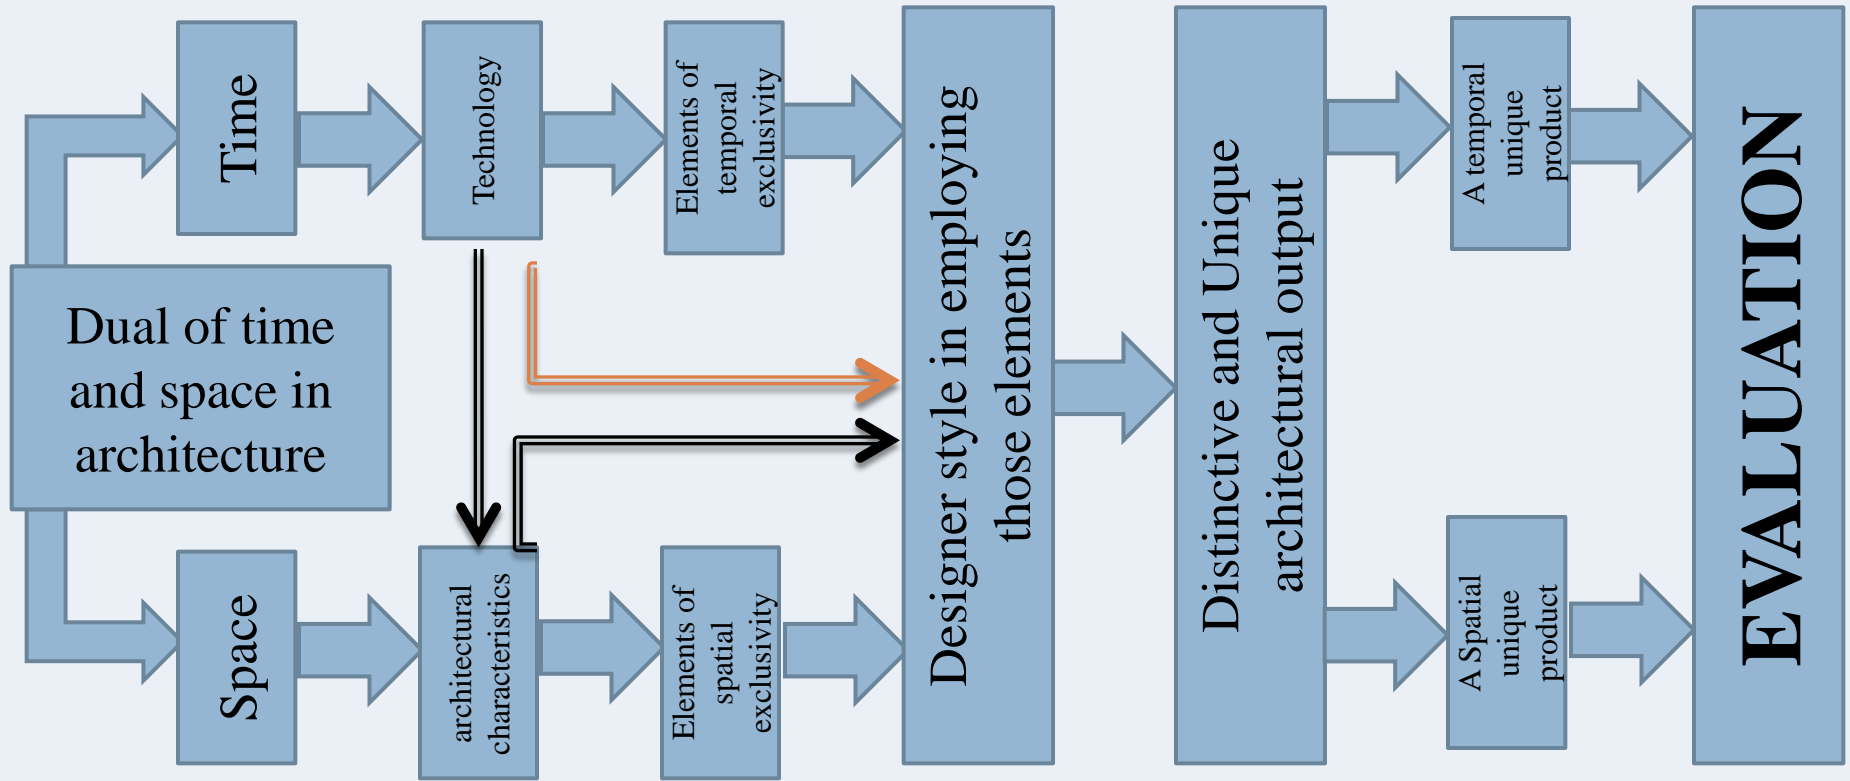 Dual of time
and space in
architecture
Time
Technology
Elements of
temporal
exclusivity
Space
architectural
characteristics
Elements of
spatial
exclusivity
Designer style in employing
those elements
Distinctive and Unique
architectural output
A temporal
unique
product
A Spatial
unique
product
EVALUATION